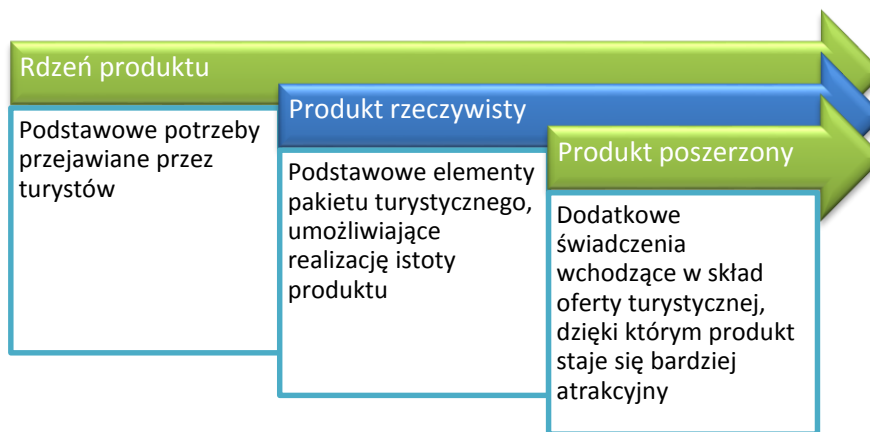 Rdzeń produktu
Podstawowe potrzeby
przejawiane przez
turystów
Produkt rzeczywisty
Podstawowe elementy
pakietu turystycznego,
umożliwiające
realizację istoty
produktu
Produkt poszerzony
Dodatkowe
świadczenia
wchodzące w skład
oferty turystycznej,
dzięki którym produkt
staje się bardziej
atrakcyjny